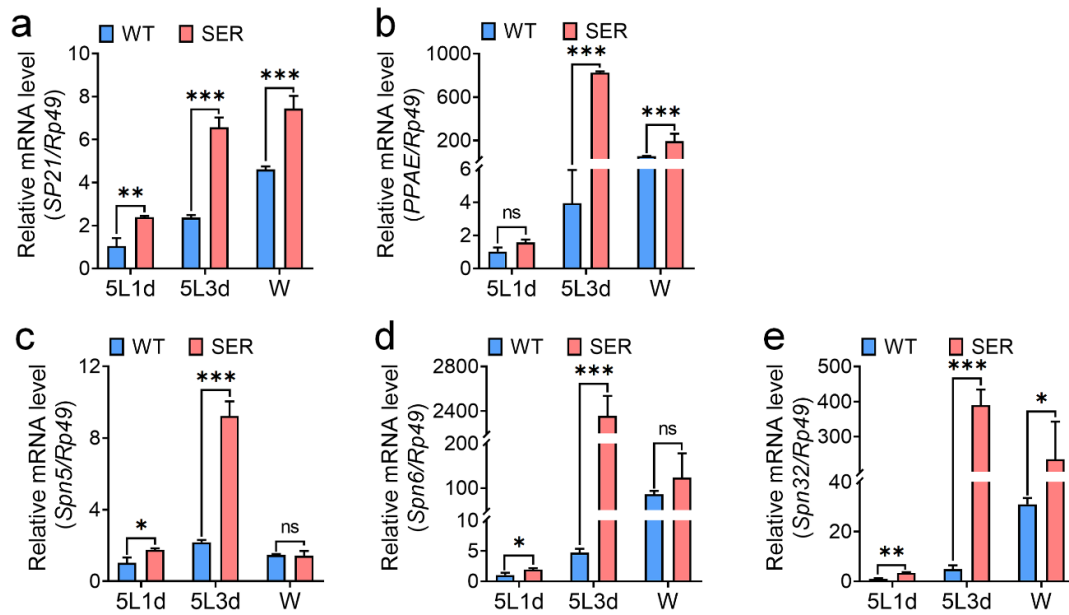 a
WT SER
Relative mRNA level
(SP21/Rp49)
10
8
6
4
2
0
** *** ***
5L1d 5L3d W
b
WT SER
Relative mRNA level
(PPAE/Rp49)
1000
600
200
6
4
2
0
ns *** ***
5L1d 5L3d W
c
WT SER
Relative mRNA level
(Spn5/Rp49)
12
9
6
3
0
* *** ns
5L1d 5L3d W
d
WT SER
Relative mRNA level
(Spn6/Rp49)
2800
2400
200
100
10
5
0
* *** ns
5L1d 5L3d W
e
WT SER
Relative mRNA level
(Spn32/Rp49)
500
400
300
40
20
0
** *** *
5L1d 5L3d W